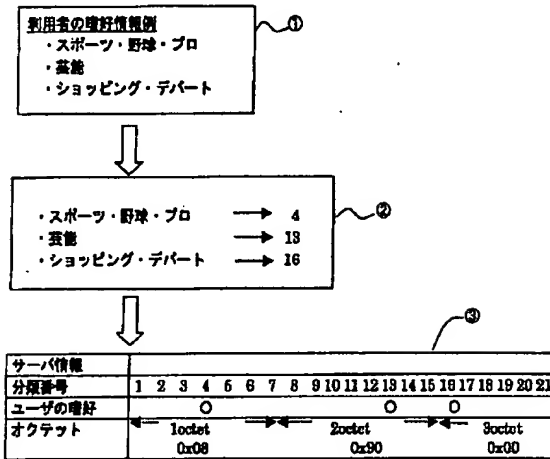 利用者の嗜好情報例
①
・スポーツ・野球・プロ
・芸能
・ショッピング・デパート
②
・スポーツ・野球・プロ → 4
・芸能 → 13
・ショッピング・デパート → 16
③
サーバ情報
分類番号 1 2 3 4 5 6 7 8 9 10 11 12 13 14 15 16 17 18 19 20 21
ユーザの嗜好 ○ ○ ○
オクテット 1octet 2octet 3octet
0x08 0x90 0x00